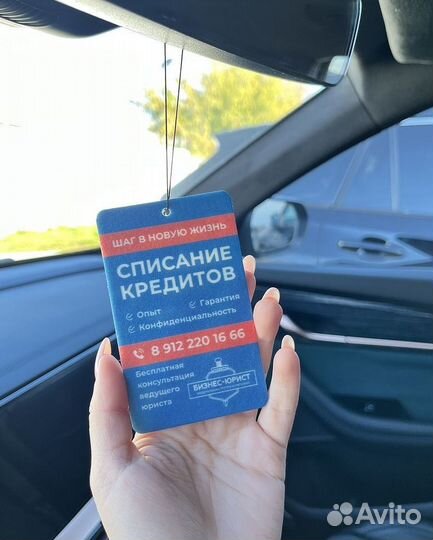 ШАГ В НОВУЮ ЖИЗНЬ
СПИСАНИЕ
КРЕДИТОВ
Опыт
Гарантия
Конфиденциальность
8 912 220 16 66
Бесплатная
консультация
ведущего
юриста
БИЗНЕС-ЮРИСТ
Avito